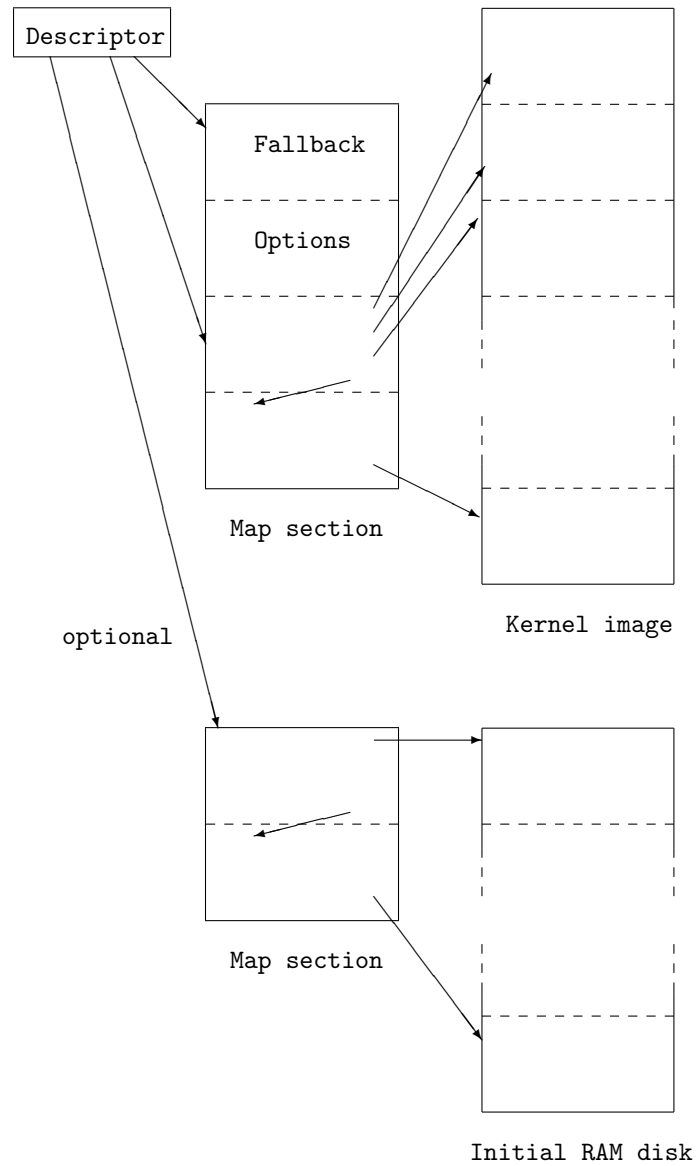 Descriptor
Fallback
Options
Map section
Kernel image
optional
Map section
Initial RAM disk